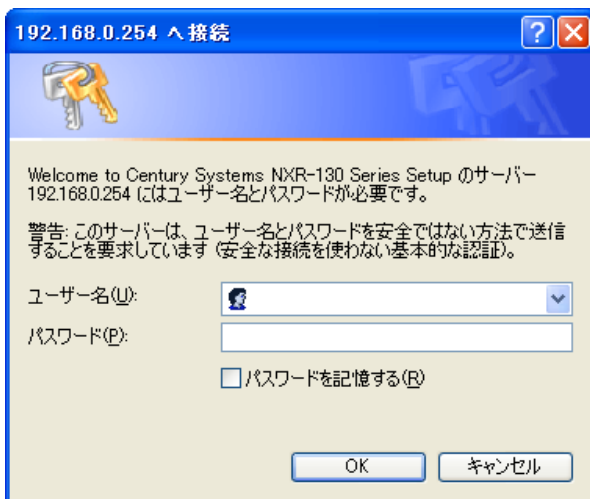 192.168.0.254 へ接続
Welcome to Century Systems NXR-130 Series Setup のサーバー
192.168.0.254 にはユーザー名とパスワードが必要です。
警告: このサーバーは、ユーザー名とパスワードを安全ではない方法で送信
することを要求しています (安全な接続を使わない基本的な認証)。
ユーザー名(U):
パスワード(P):
パスワードを記憶する(R)
OK キャンセル